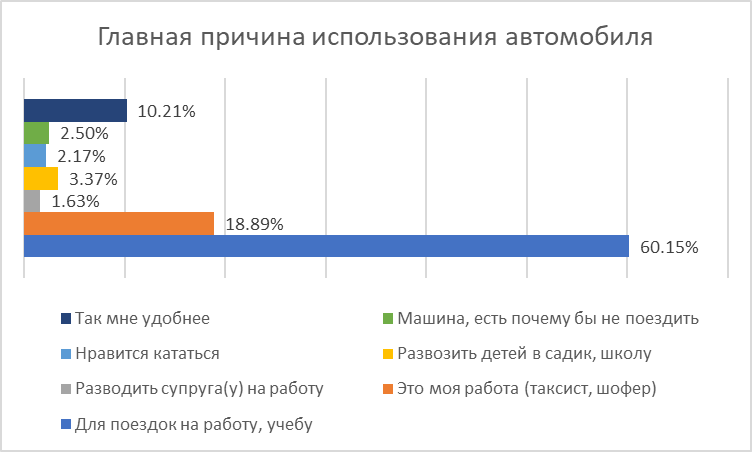 Главная причина использования автомобиля
10.21%
2.50%
2.17%
3.37%
1.63%
18.89%
60.15%
Так мне удобнее
Машина, есть почему бы не поездить
Нравится кататься
Развозить детей в садик, школу
Разводить супруга(у) на работу
Это моя работа (таксист, шофер)
Для поездок на работу, учебу